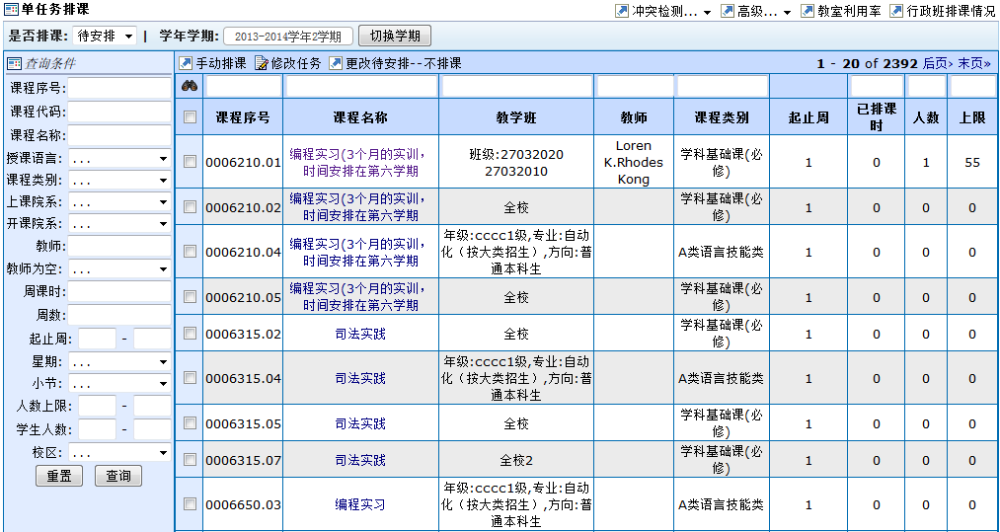 单任务排课
冲突检测... 高级... 教室利用率 行政班排课情况
是否排课: 待安排 | 学年学期: 2013-2014学年2学期 切换学期
查询条件
课程序号:
课程代码:
课程名称:
授课语言: ...
课程类别: ...
上课院系: ...
开课院系: ...
教师:
教师为空: ...
周课时:
周数:
起止周: -
星期: ...
小节: ...
人数上限: -
学生人数: -
校区: ...
重置 查询
手动排课 修改任务 更改待安排--不排课 1 - 20 of 2392 后页› 末页»
课程序号 课程名称 教学班 教师 课程类别 起止周 已排课时 人数 上限
0006210.01 编程实习(3个月的实训，时间安排在第六学期 班级:27032020 27032010 Loren K.Rhodes Kong 学科基础课(必修) 1 0 1 55
0006210.02 编程实习(3个月的实训，时间安排在第六学期 全校 学科基础课(必修) 1 0 0 0
0006210.04 编程实习(3个月的实训，时间安排在第六学期 年级:cccc1级,专业:自动化（按大类招生）,方向:普通本科生 A类语言技能类 1 0 0 0
0006210.05 编程实习(3个月的实训，时间安排在第六学期 全校 学科基础课(必修) 1 0 0 0
0006315.02 司法实践 全校 学科基础课(必修) 1 0 0 0
0006315.04 司法实践 年级:cccc1级,专业:自动化（按大类招生）,方向:普通本科生 A类语言技能类 1 0 0 0
0006315.05 司法实践 全校 学科基础课(必修) 1 0 0 0
0006315.07 司法实践 全校2 学科基础课(必修) 1 0 0 0
0006650.03 编程实习 年级:cccc1级,专业:自动化（按大类招生）,方向:普通本科生 A类语言技能类 1 0 0 0